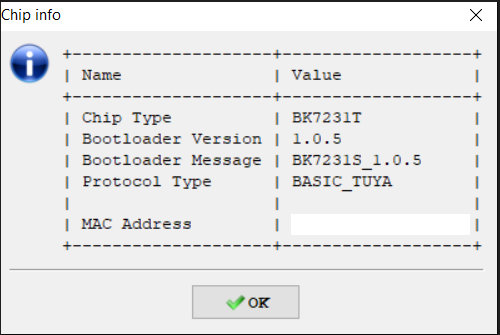 Chip info
+--------------------+-------------------+
| Name | Value |
+--------------------+-------------------+
| Chip Type | BK7231T |
| Bootloader Version | 1.0.5 |
| Bootloader Message | BK7231S_1.0.5 |
| Protocol Type | BASIC_TUYA |
| | |
| MAC Address | |
+--------------------+-------------------+
OK